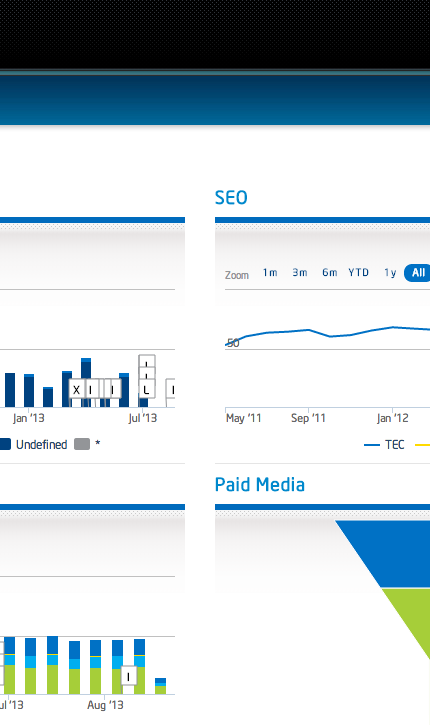 SEO
Zoom 1m 3m 6m YTD 1y All
50
X I I I
L
I
Jan '13 Jul '13
May '11 Sep '11 Jan '12
Undefined *
TEC
Paid Media
I
ul '13 Aug '13